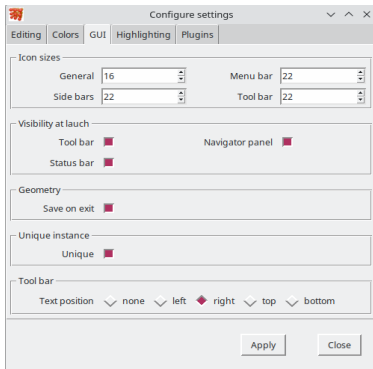 Configure settings
Editing Colors GUI Highlighting Plugins
Icon sizes
General 16 Menu bar 22
Side bars 22 Tool bar 22
Visibility at lauch
Tool bar Navigator panel
Status bar
Geometry
Save on exit
Unique instance
Unique
Tool bar
Text position none left right top bottom
Apply Close